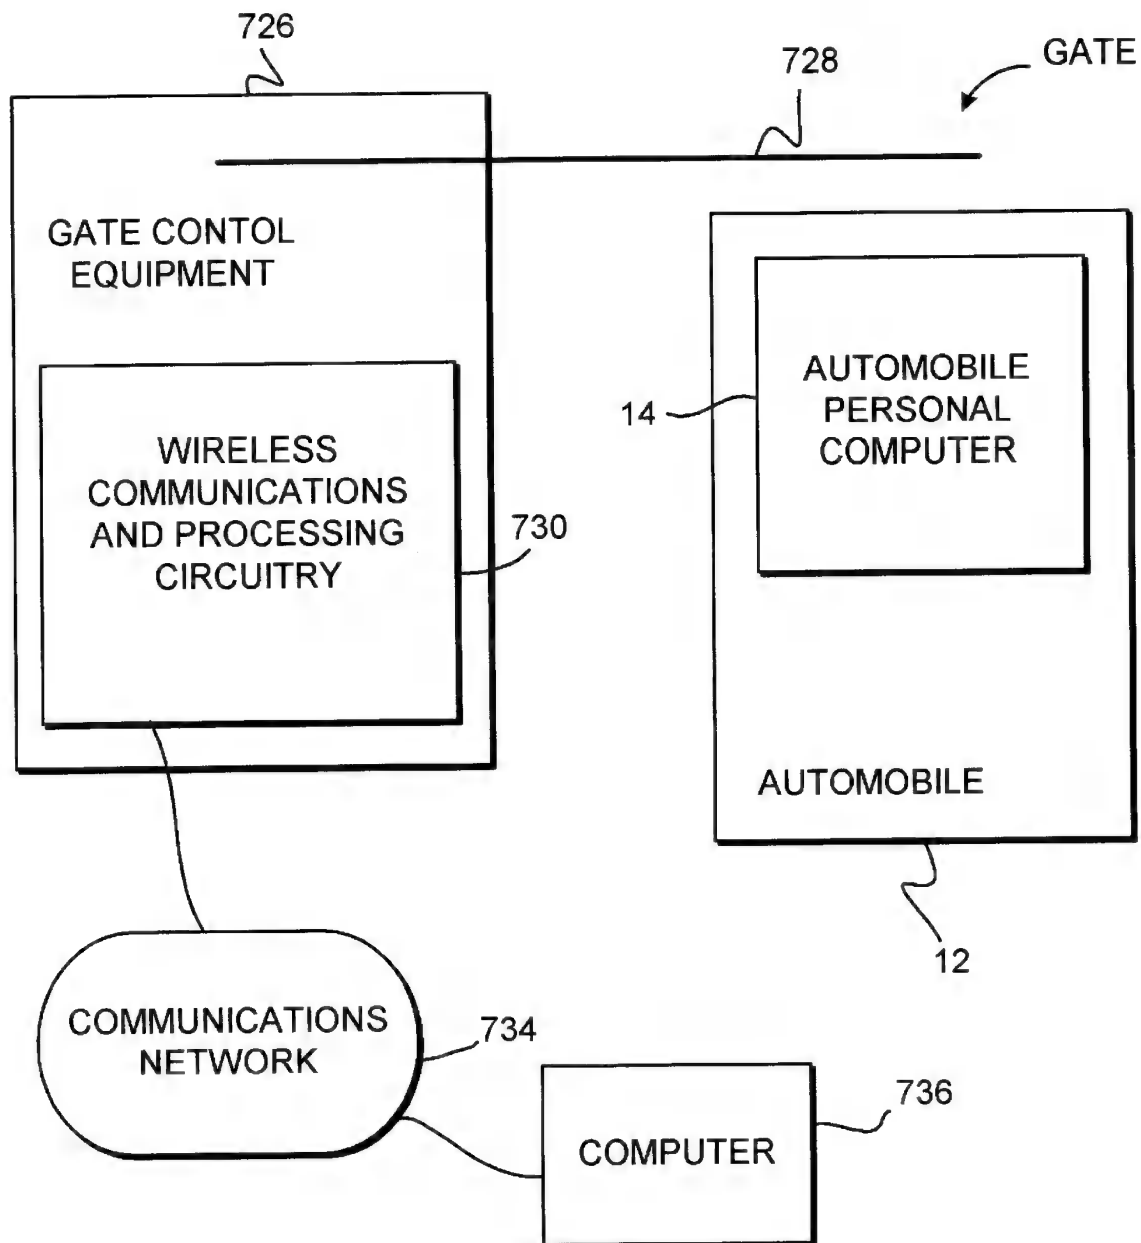 726
728
GATE
GATE CONTOL
EQUIPMENT
AUTOMOBILE
PERSONAL
COMPUTER
14
WIRELESS
COMMUNICATIONS
AND PROCESSING
CIRCUITRY
730
AUTOMOBILE
12
COMMUNICATIONS
NETWORK
734
736
COMPUTER